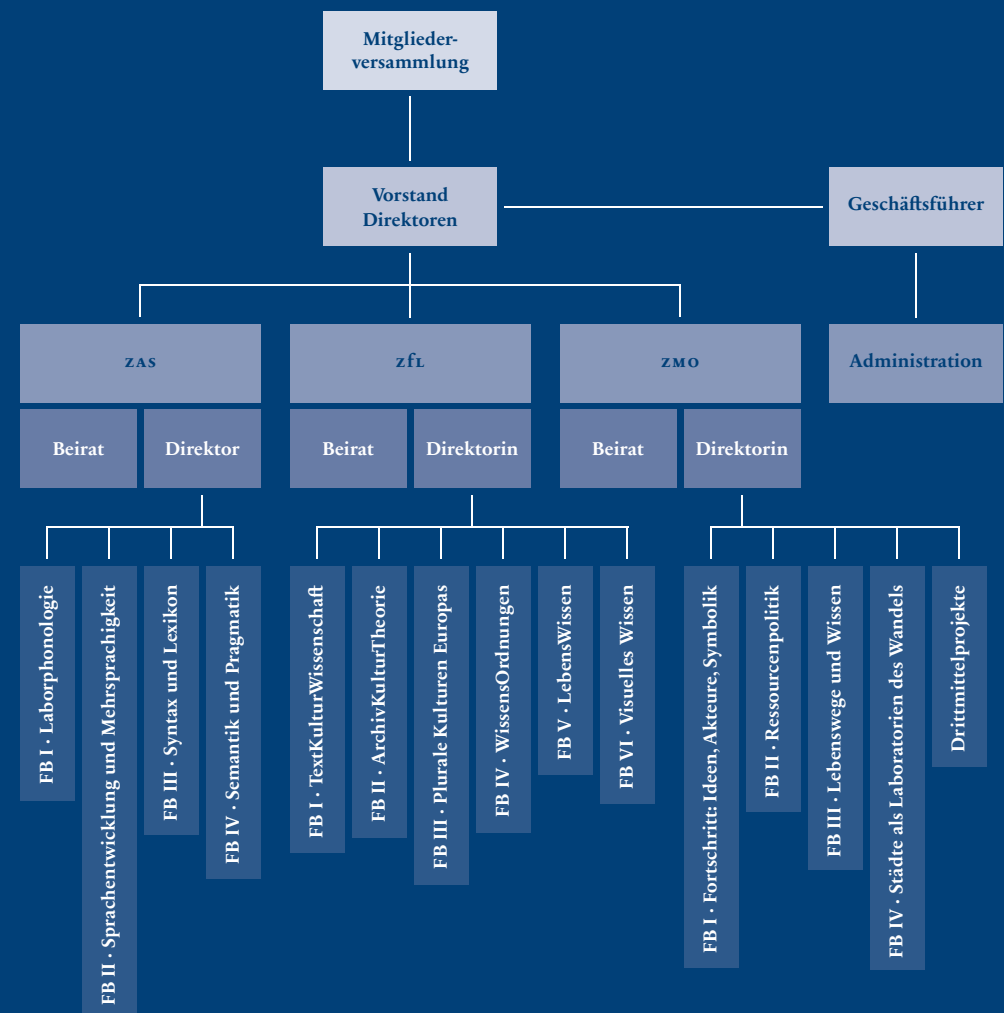 Mitglieder-
versammlung
Vorstand
Direktoren
Geschäftsführer
ZAS
ZfL
ZMO
Administration
Beirat
Direktor
Beirat
Direktorin
Beirat
Direktorin
FB I · Laborphonologie
FB II · Sprachentwicklung und Mehrsprachigkeit
FB III · Syntax und Lexikon
FB IV · Semantik und Pragmatik
FB I · TextKulturWissenschaft
FB II · ArchivKulturTheorie
FB III · Plurale Kulturen Europas
FB IV · WissensOrdnungen
FB V · LebensWissen
FB VI · Visuelles Wissen
FB I · Fortschritt: Ideen, Akteure, Symbolik
FB II · Ressourcenpolitik
FB III · Lebenswege und Wissen
FB IV · Städte als Laboratorien des Wandels
Drittmittelprojekte